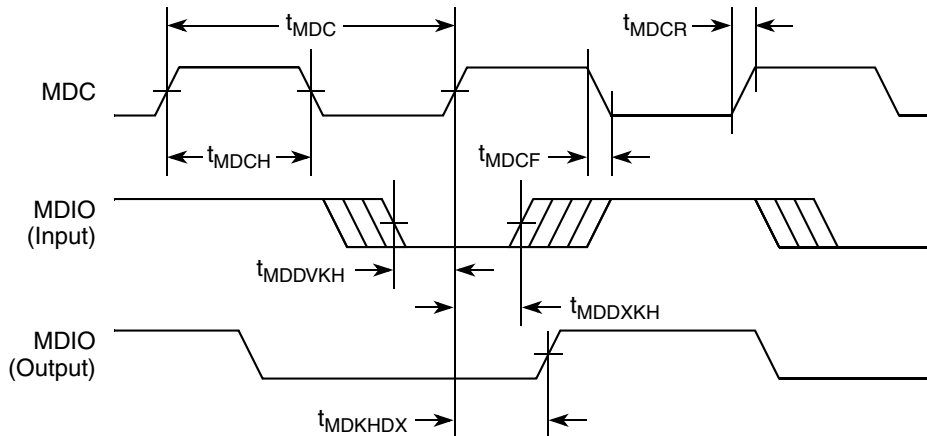 tMDC
tMDCR
MDC
tMDCH
tMDCF
MDIO
(Input)
tMDDVKH
tMDDXKH
MDIO
(Output)
tMDKHDX